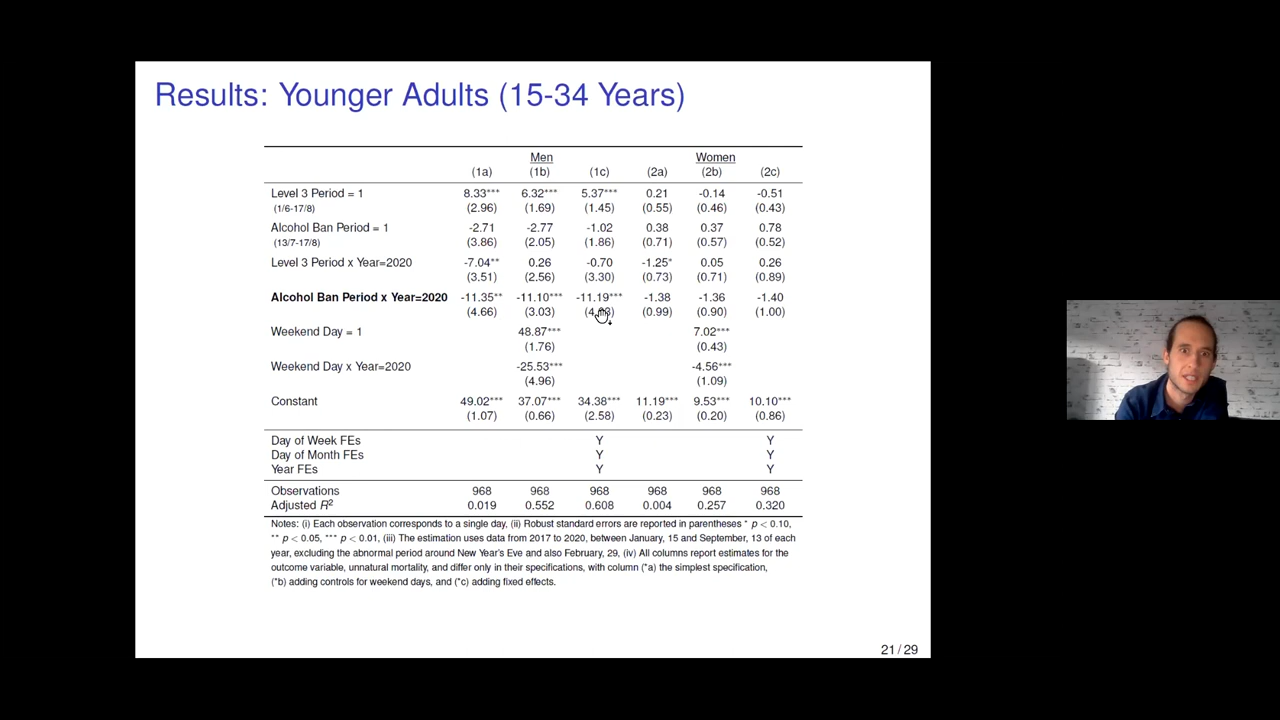 Results: Younger Adults (15-34 Years)
Men Women
(1a) (1b) (1c) (2a) (2b) (2c)
Level 3 Period = 1 8.33*** 6.32*** 5.37*** 0.21 -0.14 -0.51
(1/6-17/8) (2.96) (1.69) (1.45) (0.55) (0.46) (0.43)
Alcohol Ban Period = 1 -2.71 -2.77 -1.02 0.38 0.37 0.78
(13/7-17/8) (3.86) (2.05) (1.86) (0.71) (0.57) (0.52)
Level 3 Period x Year=2020 -7.04** 0.26 -0.70 -1.25* 0.05 0.26
(3.51) (2.56) (3.30) (0.73) (0.71) (0.89)
Alcohol Ban Period x Year=2020 -11.35** -11.10*** -11.19*** -1.38 -1.36 -1.40
(4.66) (3.03) (0.99) (0.90) (1.00)
Weekend Day = 1 48.87*** 7.02***
(1.76) (0.43)
Weekend Day x Year=2020 -25.53*** -4.56***
(4.96) (1.09)
Constant 49.02*** 37.07*** 34.38*** 11.19*** 9.53*** 10.10***
(1.07) (0.66) (2.58) (0.23) (0.20) (0.86)
Day of Week FEs Y Y
Day of Month FEs Y Y
Year FEs Y Y
Observations 968 968 968 968 968 968
Adjusted R² 0.019 0.552 0.608 0.004 0.257 0.320
Notes: (i) Each observation corresponds to a single day, (ii) Robust standard errors are reported in parentheses * p < 0.10,
** p < 0.05, *** p < 0.01, (iii) The estimation uses data from 2017 to 2020, between January, 15 and September, 13 of each
year, excluding the abnormal period around New Year's Eve and also February, 29, (iv) All columns report estimates for the
outcome variable, unnatural mortality, and differ only in their specifications, with column (*a) the simplest specification,
(*b) adding controls for weekend days, and (*c) adding fixed effects.
21 / 29